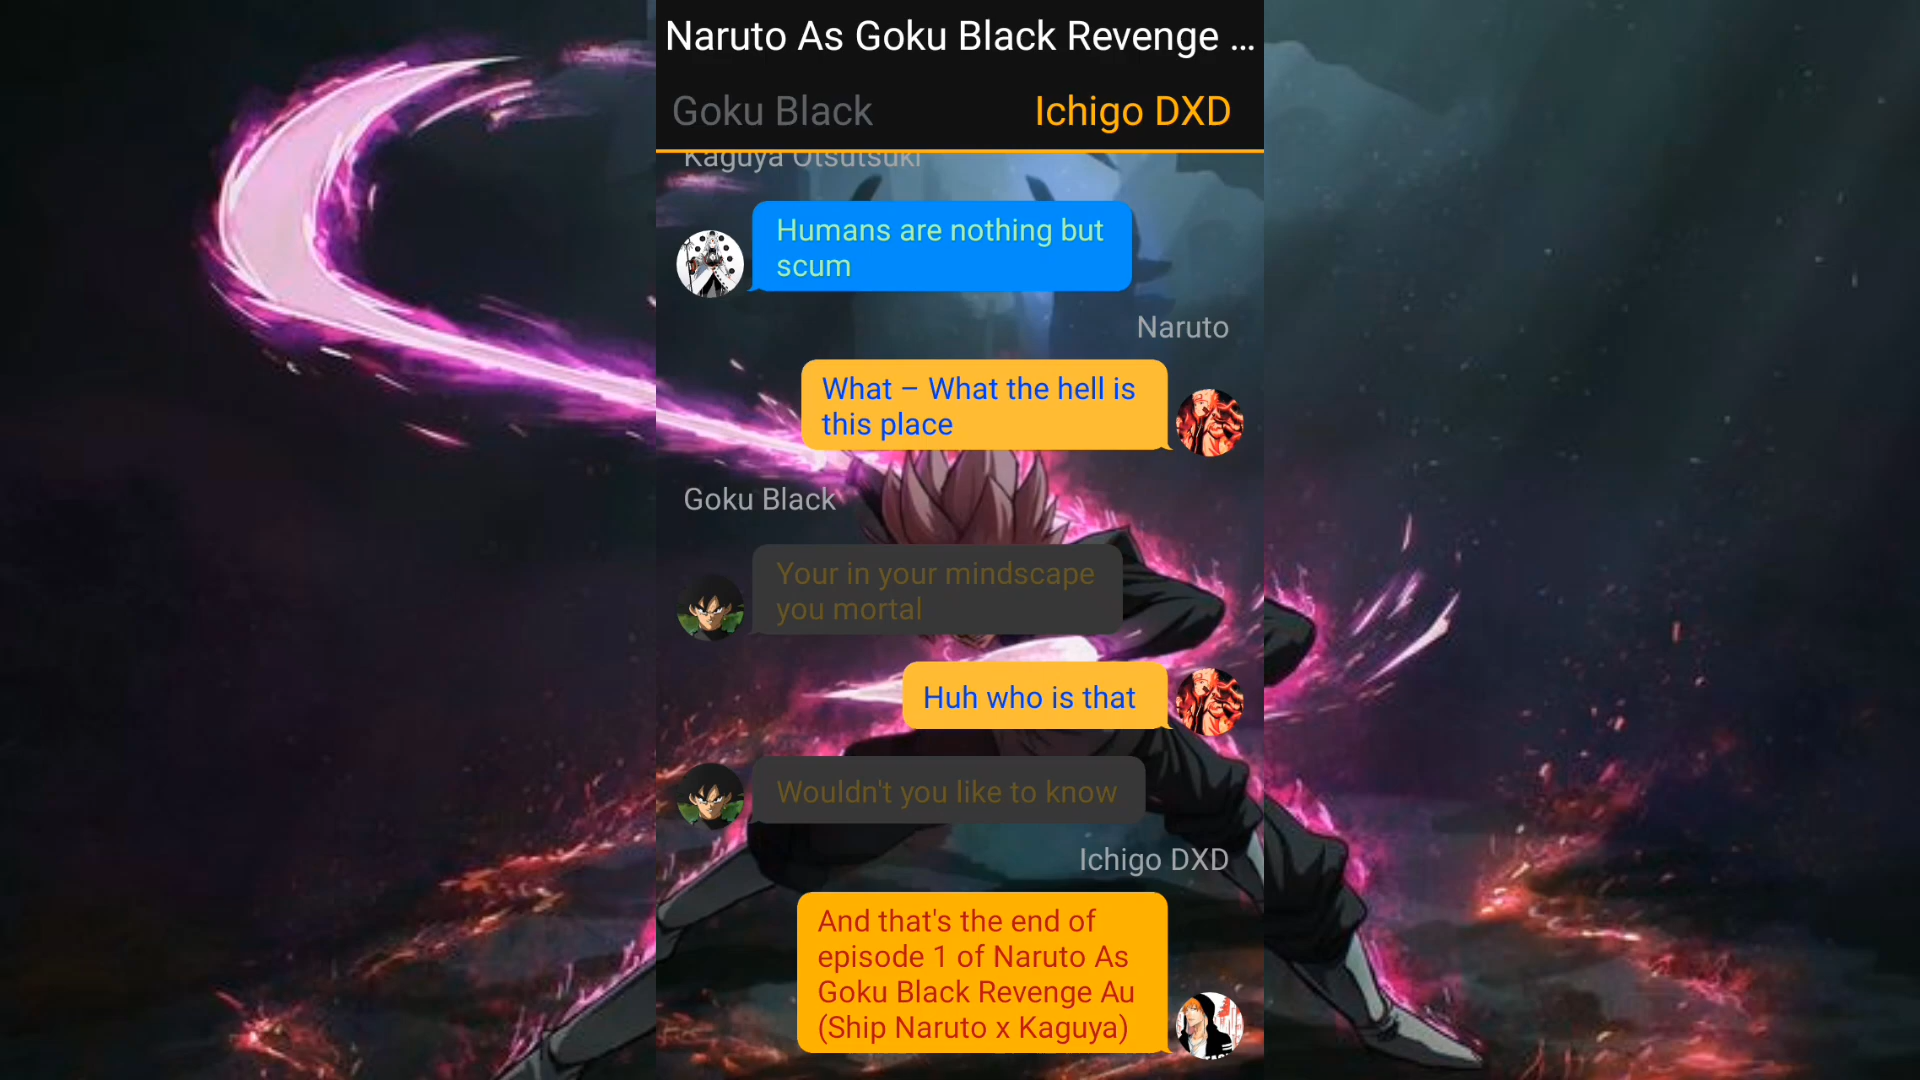 Naruto As Goku Black Revenge ...
Goku Black
Ichigo DXD
Kaguya Otsutsuki
Humans are nothing but
scum
Naruto
What – What the hell is
this place
Goku Black
Your in your mindscape
you mortal
Huh who is that
Wouldn't you like to know
Ichigo DXD
And that's the end of
episode 1 of Naruto As
Goku Black Revenge Au
(Ship Naruto x Kaguya)